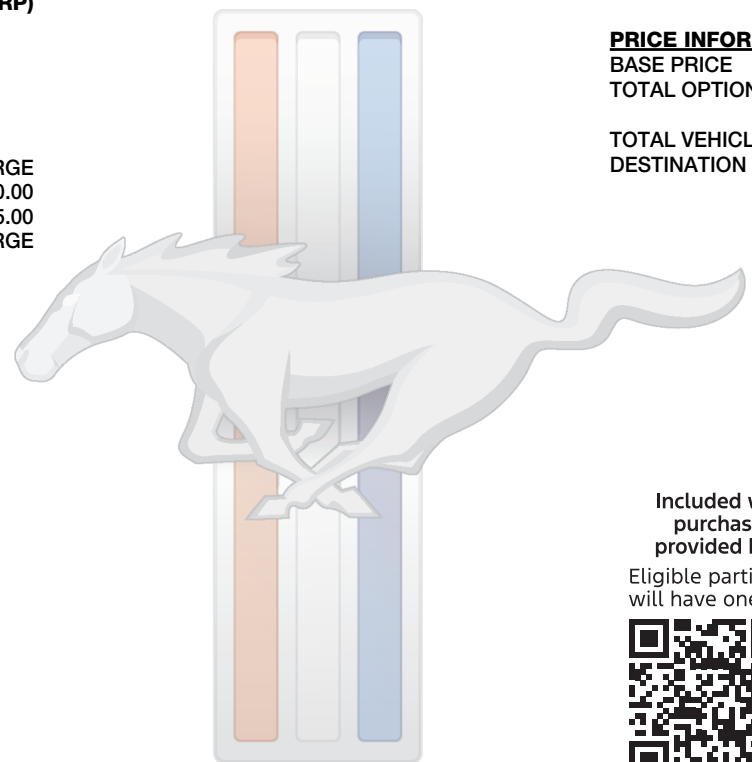 RP)
RGE
0.00
5.00
RGE
PRICE INFOR
BASE PRICE
TOTAL OPTION
TOTAL VEHICL
DESTINATION
Included
purchas
provided
Eligible parti
will have one